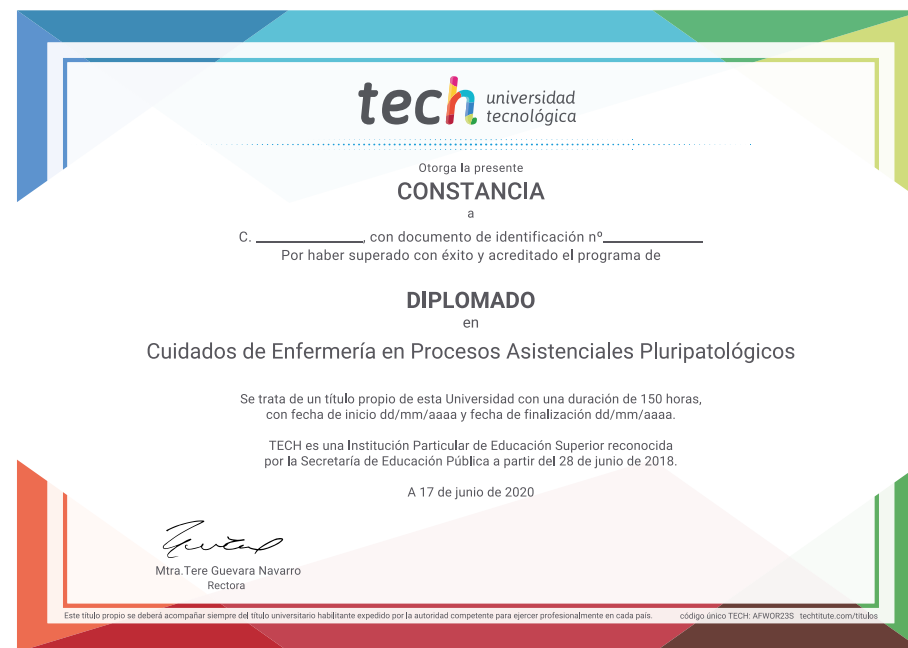 tech universidad
tecnológica
Otorga la presente
CONSTANCIA
a
C. ____________, con documento de identificación nº____________
Por haber superado con éxito y acreditado el programa de
DIPLOMADO
en
Cuidados de Enfermería en Procesos Asistenciales Pluripatológicos
Se trata de un título propio de esta Universidad con una duración de 150 horas,
con fecha de inicio dd/mm/aaaa y fecha de finalización dd/mm/aaaa.
TECH es una Institución Particular de Educación Superior reconocida
por la Secretaría de Educación Pública a partir del 28 de junio de 2018.
A 17 de junio de 2020
Mtra.Tere Guevara Navarro
Rectora
Este título propio se deberá acompañar siempre del título universitario habilitante expedido por la autoridad competente para ejercer profesionalmente en cada país. código único TECH: AFWOR23S techtitute.com/titulos